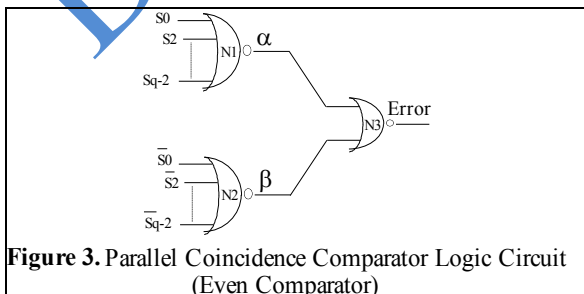 S0
S2
Sq-2
N1
α
S̅0
S̅2
S̅q-2
N2
β
N3
Error
Figure 3. Parallel Coincidence Comparator Logic Circuit
(Even Comparator)